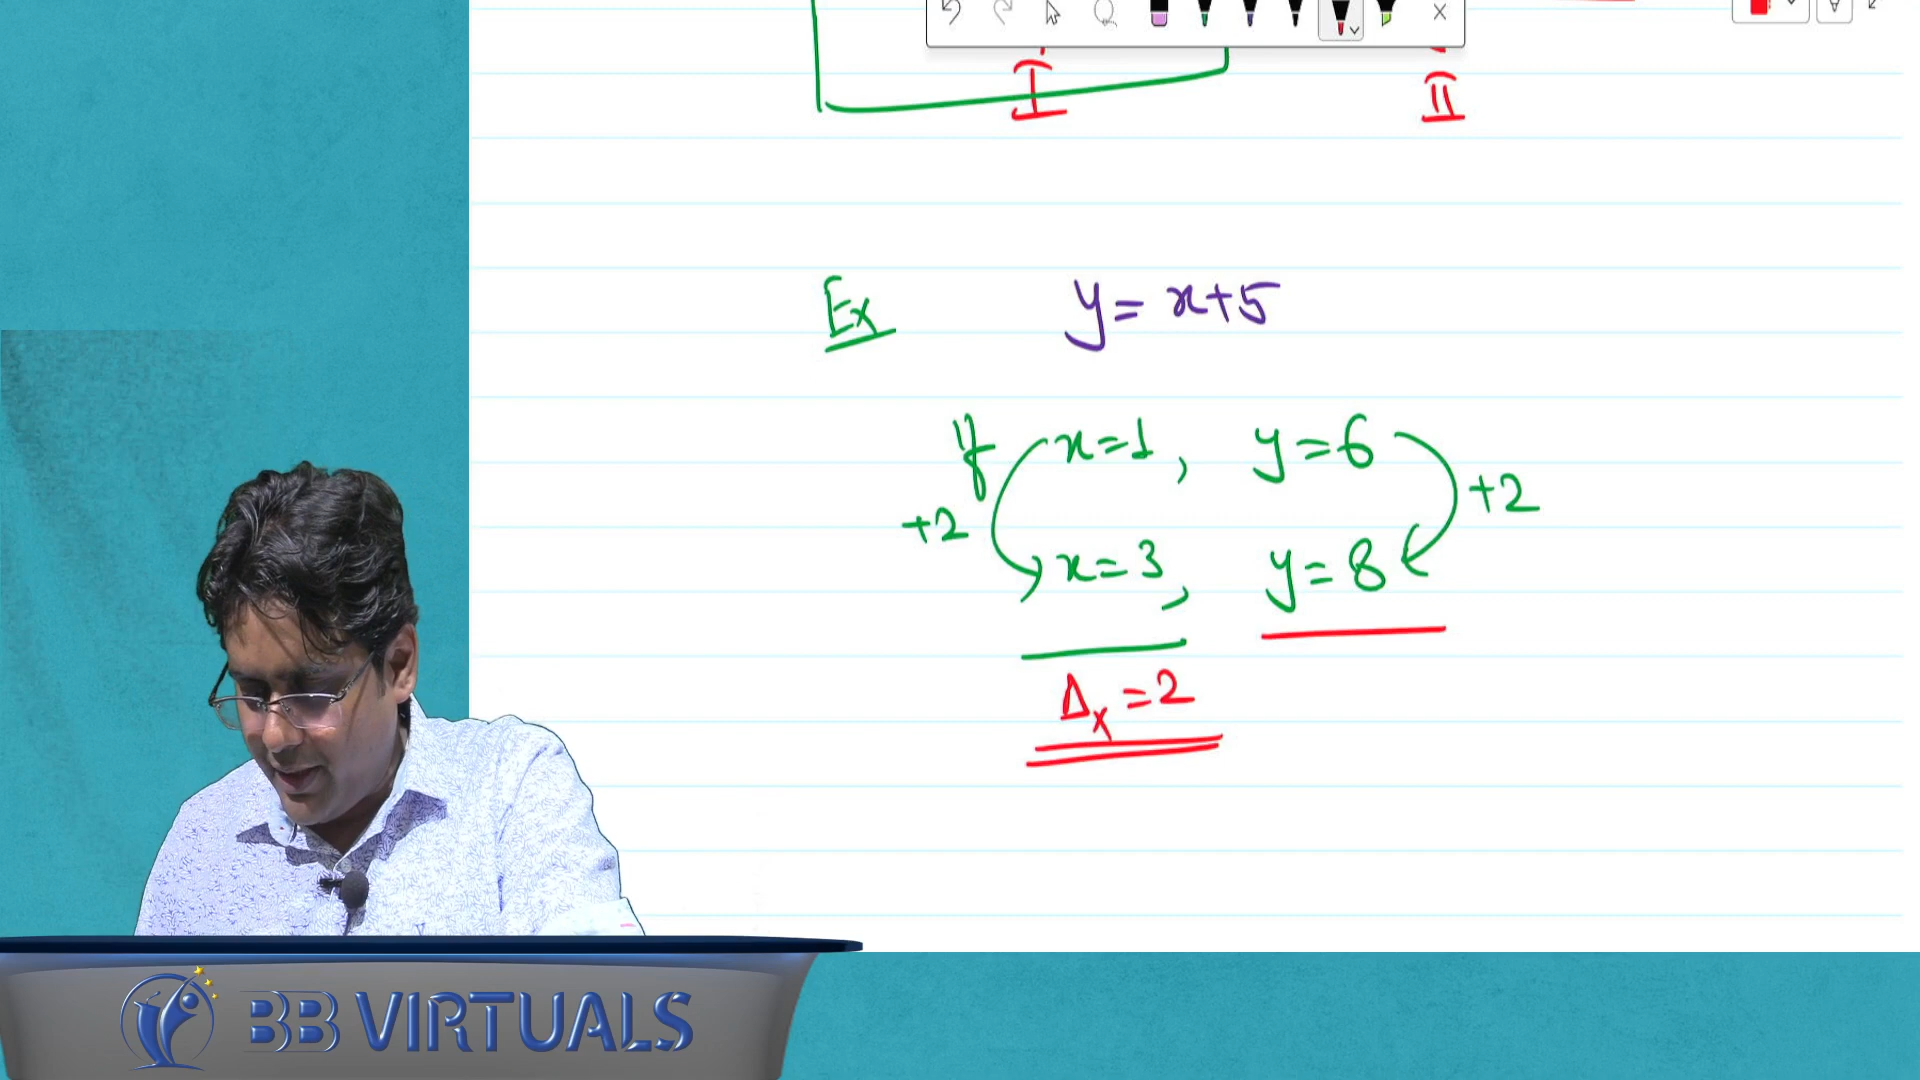 I II
Ex y = x+5
If x=1, y=6
+2 +2
x=3, y=8
Δx =2
BB VIRTUALS